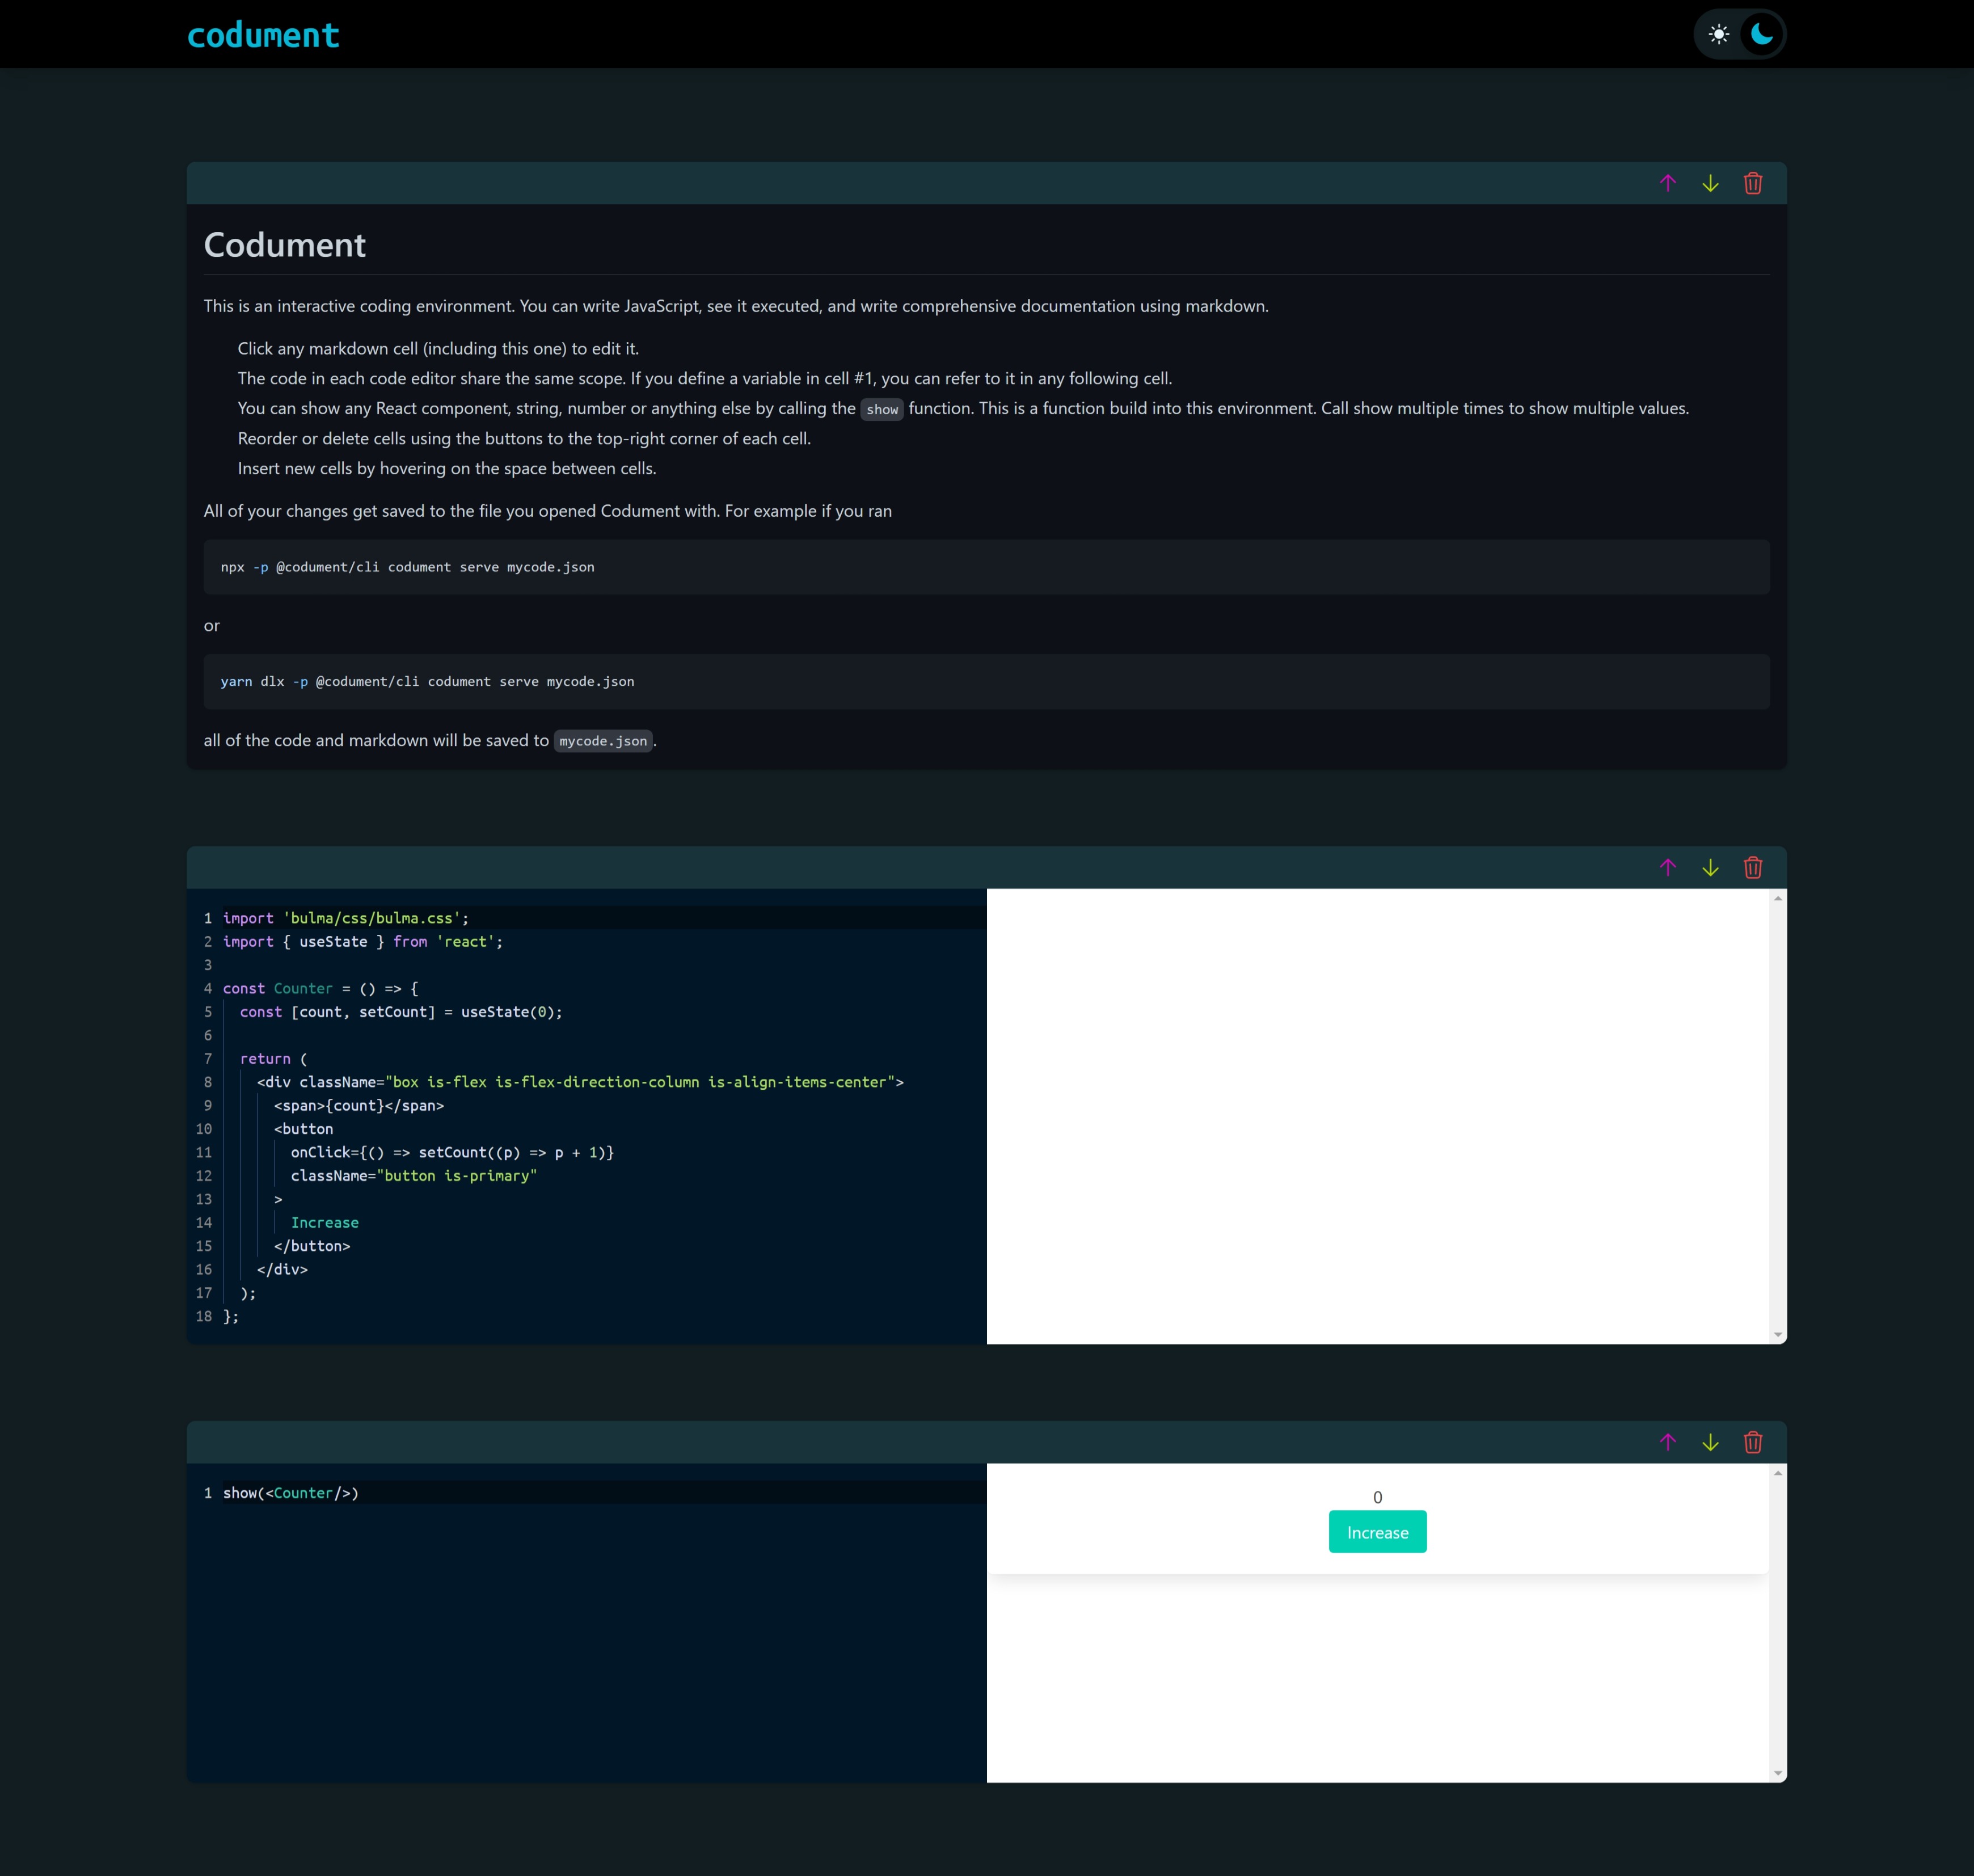 codument
Codument
This is an interactive coding environment. You can write JavaScript, see it executed, and write comprehensive documentation using markdown.
Click any markdown cell (including this one) to edit it.
The code in each code editor share the same scope. If you define a variable in cell #1, you can refer to it in any following cell.
You can show any React component, string, number or anything else by calling the show function. This is a function build into this environment. Call show multiple times to show multiple values.
Reorder or delete cells using the buttons to the top-right corner of each cell.
Insert new cells by hovering on the space between cells.
All of your changes get saved to the file you opened Codument with. For example if you ran
npx -p @codument/cli codument serve mycode.json
or
yarn dlx -p @codument/cli codument serve mycode.json
all of the code and markdown will be saved to mycode.json.
1 import 'bulma/css/bulma.css';
2 import { useState } from 'react';
3
4 const Counter = () => {
5   const [count, setCount] = useState(0);
6
7   return (
8     <div className="box is-flex is-flex-direction-column is-align-items-center">
9       <span>{count}</span>
10       <button
11         onClick={() => setCount((p) => p + 1)}
12         className="button is-primary"
13       >
14         Increase
15       </button>
16     </div>
17   );
18 };
1 show(<Counter/>)
0
Increase